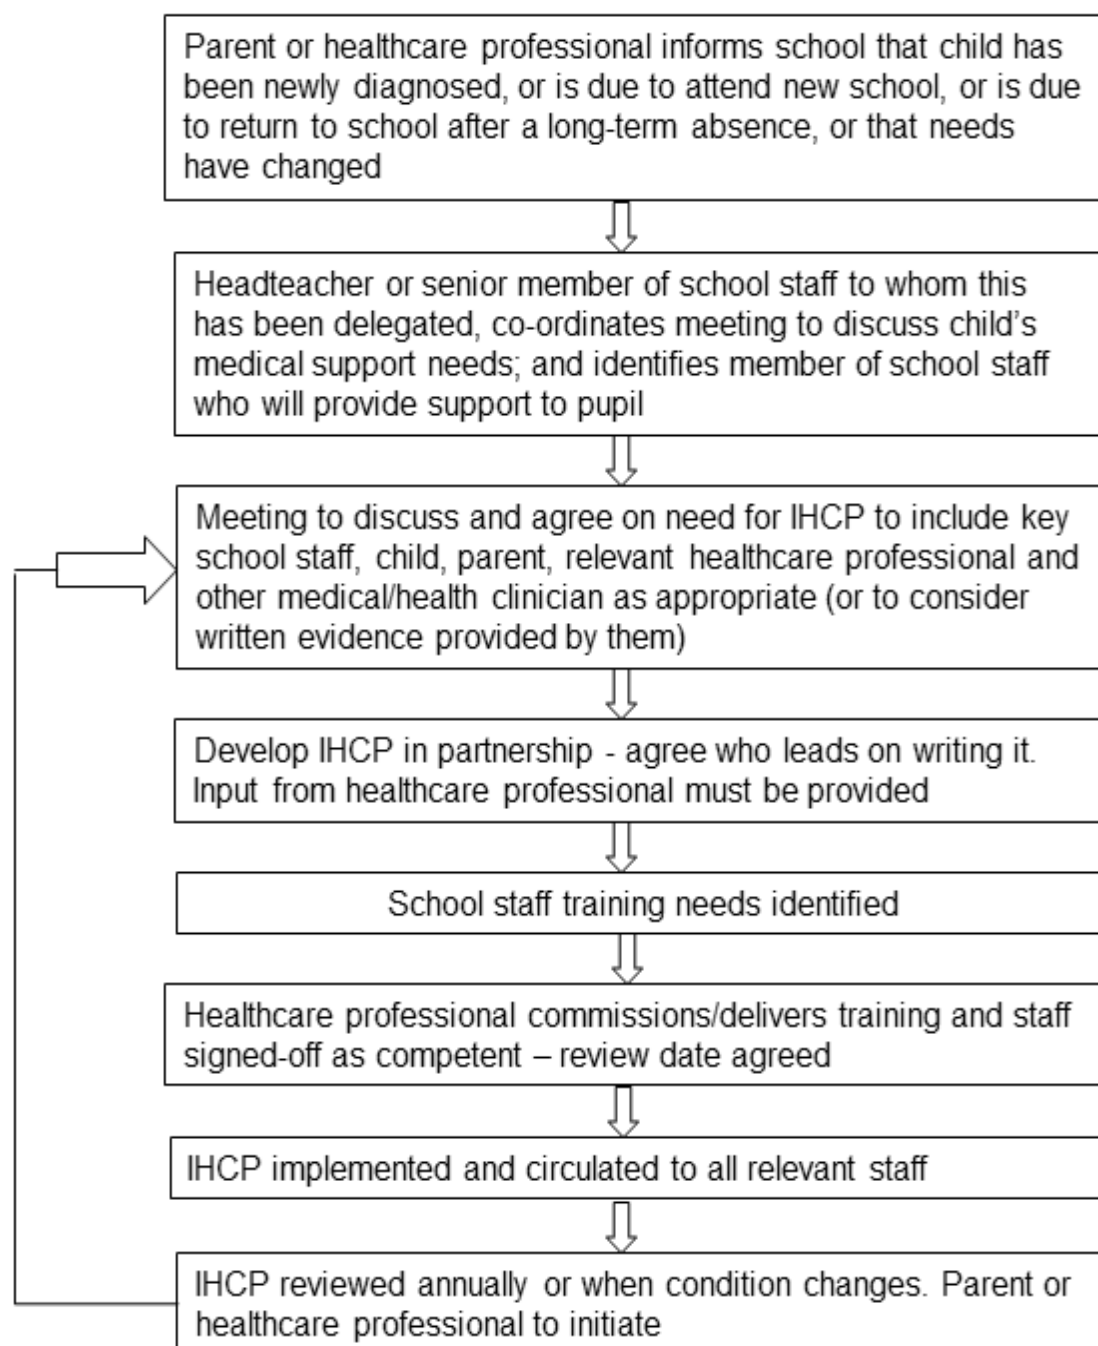 Parent or healthcare professional informs school that child has
been newly diagnosed, or is due to attend new school, or is due
to return to school after a long-term absence, or that needs
have changed
Headteacher or senior member of school staff to whom this
has been delegated, co-ordinates meeting to discuss child's
medical support needs; and identifies member of school staff
who will provide support to pupil
Meeting to discuss and agree on need for IHCP to include key
school staff, child, parent, relevant healthcare professional and
other medical/health clinician as appropriate (or to consider
written evidence provided by them)
Develop IHCP in partnership - agree who leads on writing it.
Input from healthcare professional must be provided
School staff training needs identified
Healthcare professional commissions/delivers training and staff
signed-off as competent – review date agreed
IHCP implemented and circulated to all relevant staff
IHCP reviewed annually or when condition changes. Parent or
healthcare professional to initiate